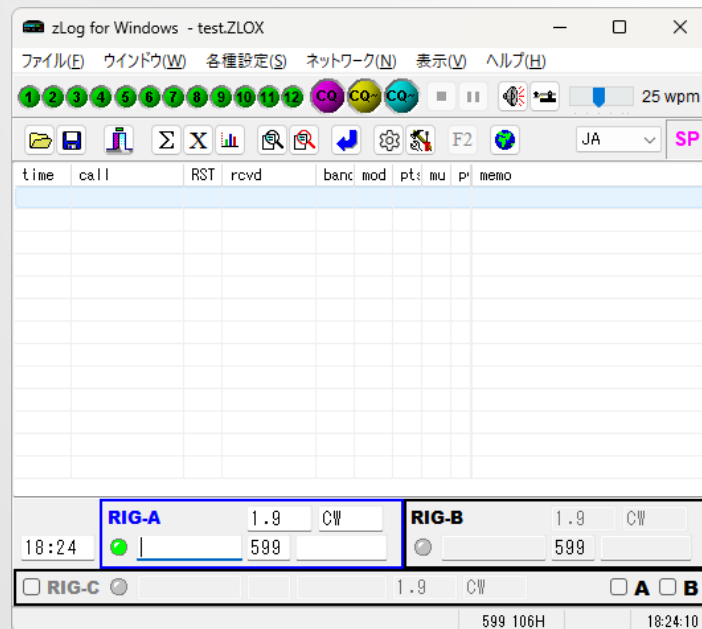 zLog for Windows - test.ZLOX
ファイル(F) ウインドウ(W) 各種設定(S) ネットワーク(N) 表示(V) ヘルプ(H)
1 2 3 4 5 6 7 8 9 10 11 12 CQ CQ~ CQ~ 25 wpm
Σ X F2 JA SP
time call RST rcvd band mod pts mu memo
RIG-A 1.9 CW RIG-B 1.9 CW
18:24 599 599
RIG-C 1.9 CW A B
599 106H 18:24:10